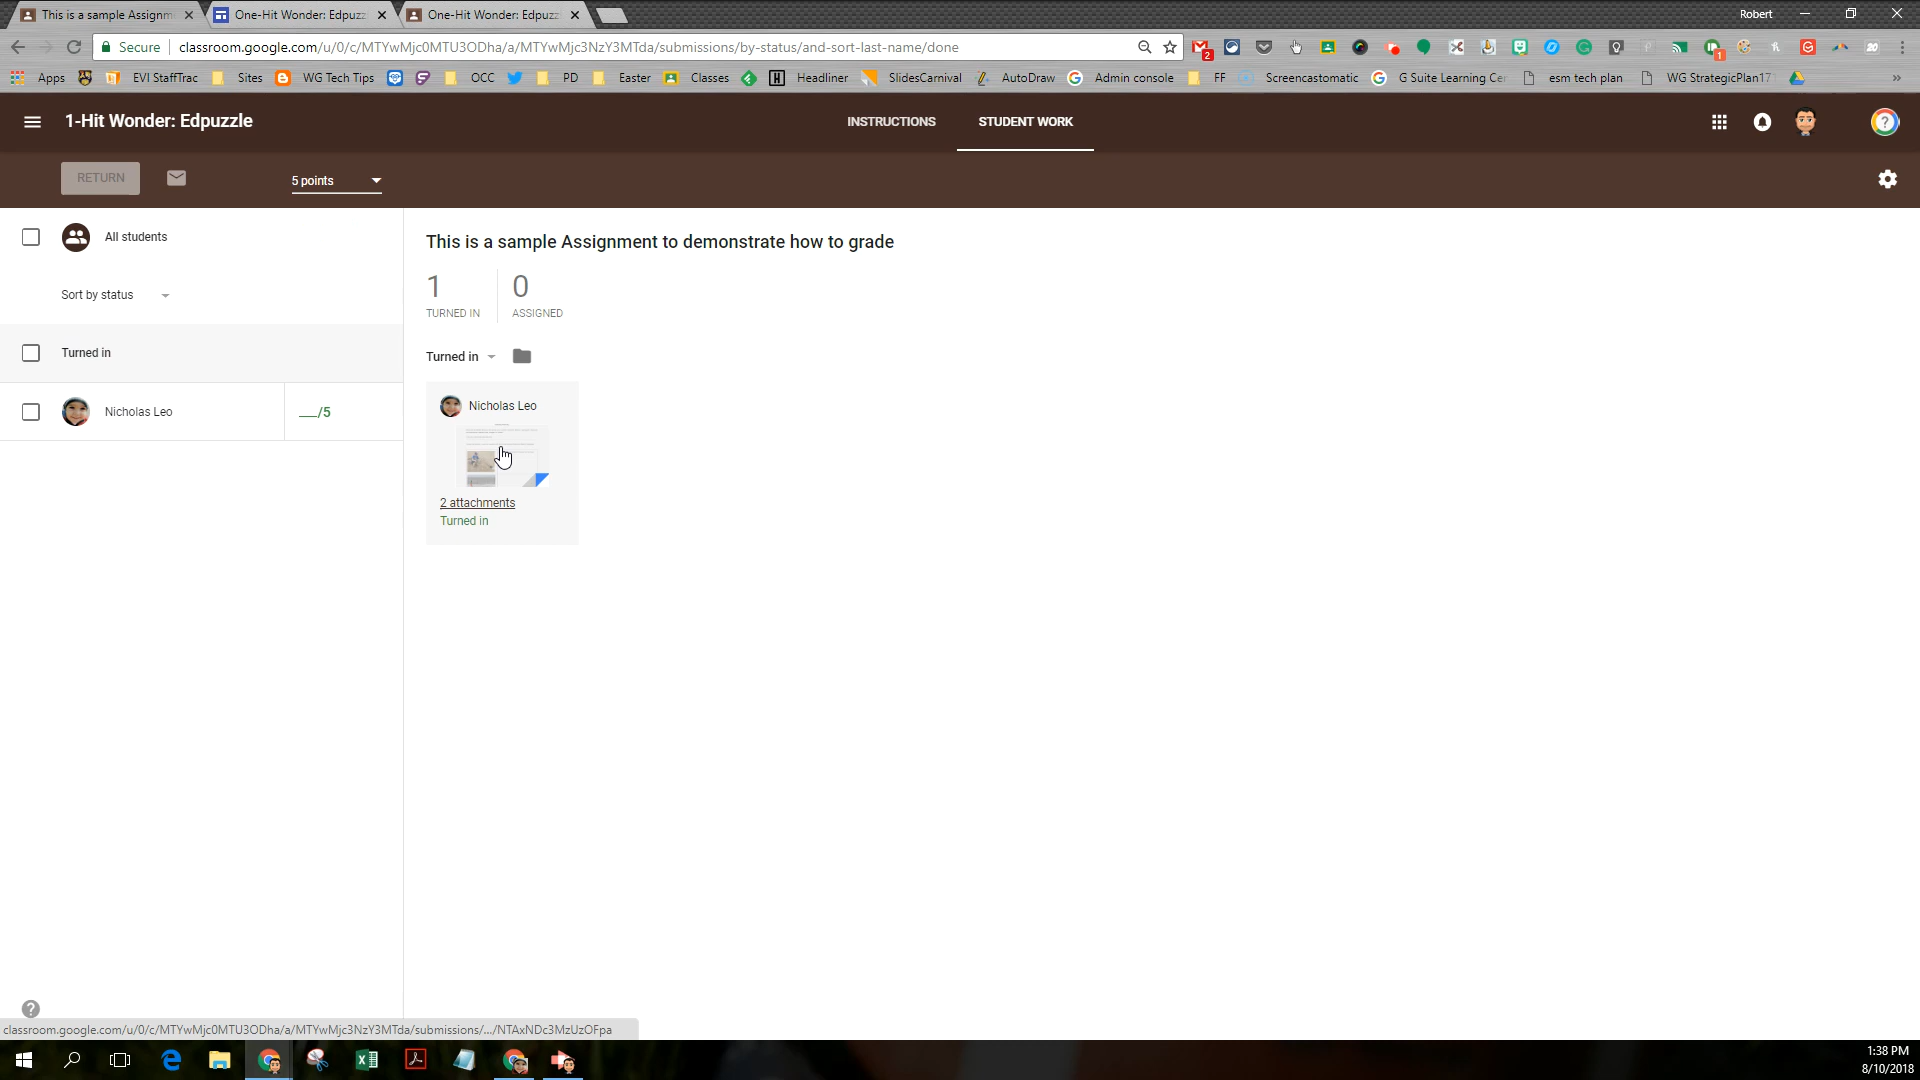 This is a sample Assignm
One-Hit Wonder: Edpuzz
One-Hit Wonder: Edpuzz
Robert
Secure
classroom.google.com/u/0/c/MTYwMjc0MTU3ODha/a/MTYwMjc3NzY3MTda/submissions/by-status/and-sort-last-name/done
2
1
20
Apps
EVI StaffTrac
Sites
WG Tech Tips
OCC
PD
Easter
Classes
Headliner
SlidesCarnival
AutoDraw
Admin console
FF
Screencastomatic
G Suite Learning Cer
esm tech plan
WG StrategicPlan17
»
1-Hit Wonder: Edpuzzle
INSTRUCTIONS
STUDENT WORK
RETURN
5 points
All students
Sort by status
Turned in
Nicholas Leo
__/5
This is a sample Assignment to demonstrate how to grade
1
TURNED IN
0
ASSIGNED
Turned in
Nicholas Leo
2 attachments
Turned in
classroom.google.com/u/0/c/MTYwMjc0MTU3ODha/a/MTYwMjc3NzY3MTda/submissions/.../NTAxNDc3MzUzOFpa
1:38 PM
8/10/2018